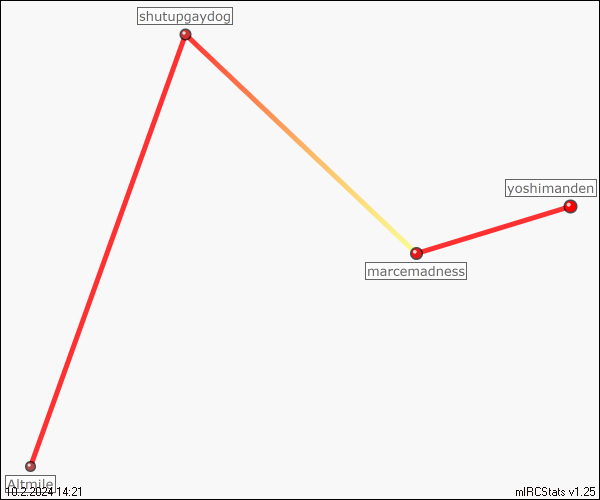 shutupgaydog
yoshimanden
marcemadness
Altmile
10.2.2024 14:21
mIRCStats v1.25